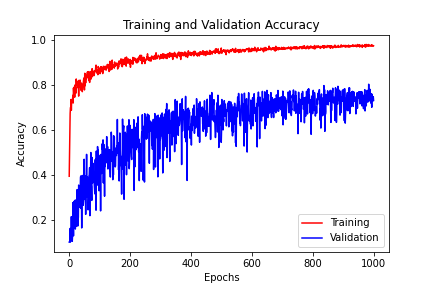 Training and Validation Accuracy
1.0
0.8
0.6
0.4
0.2
Accuracy
0
200
400
600
800
1000
Epochs
Training
Validation